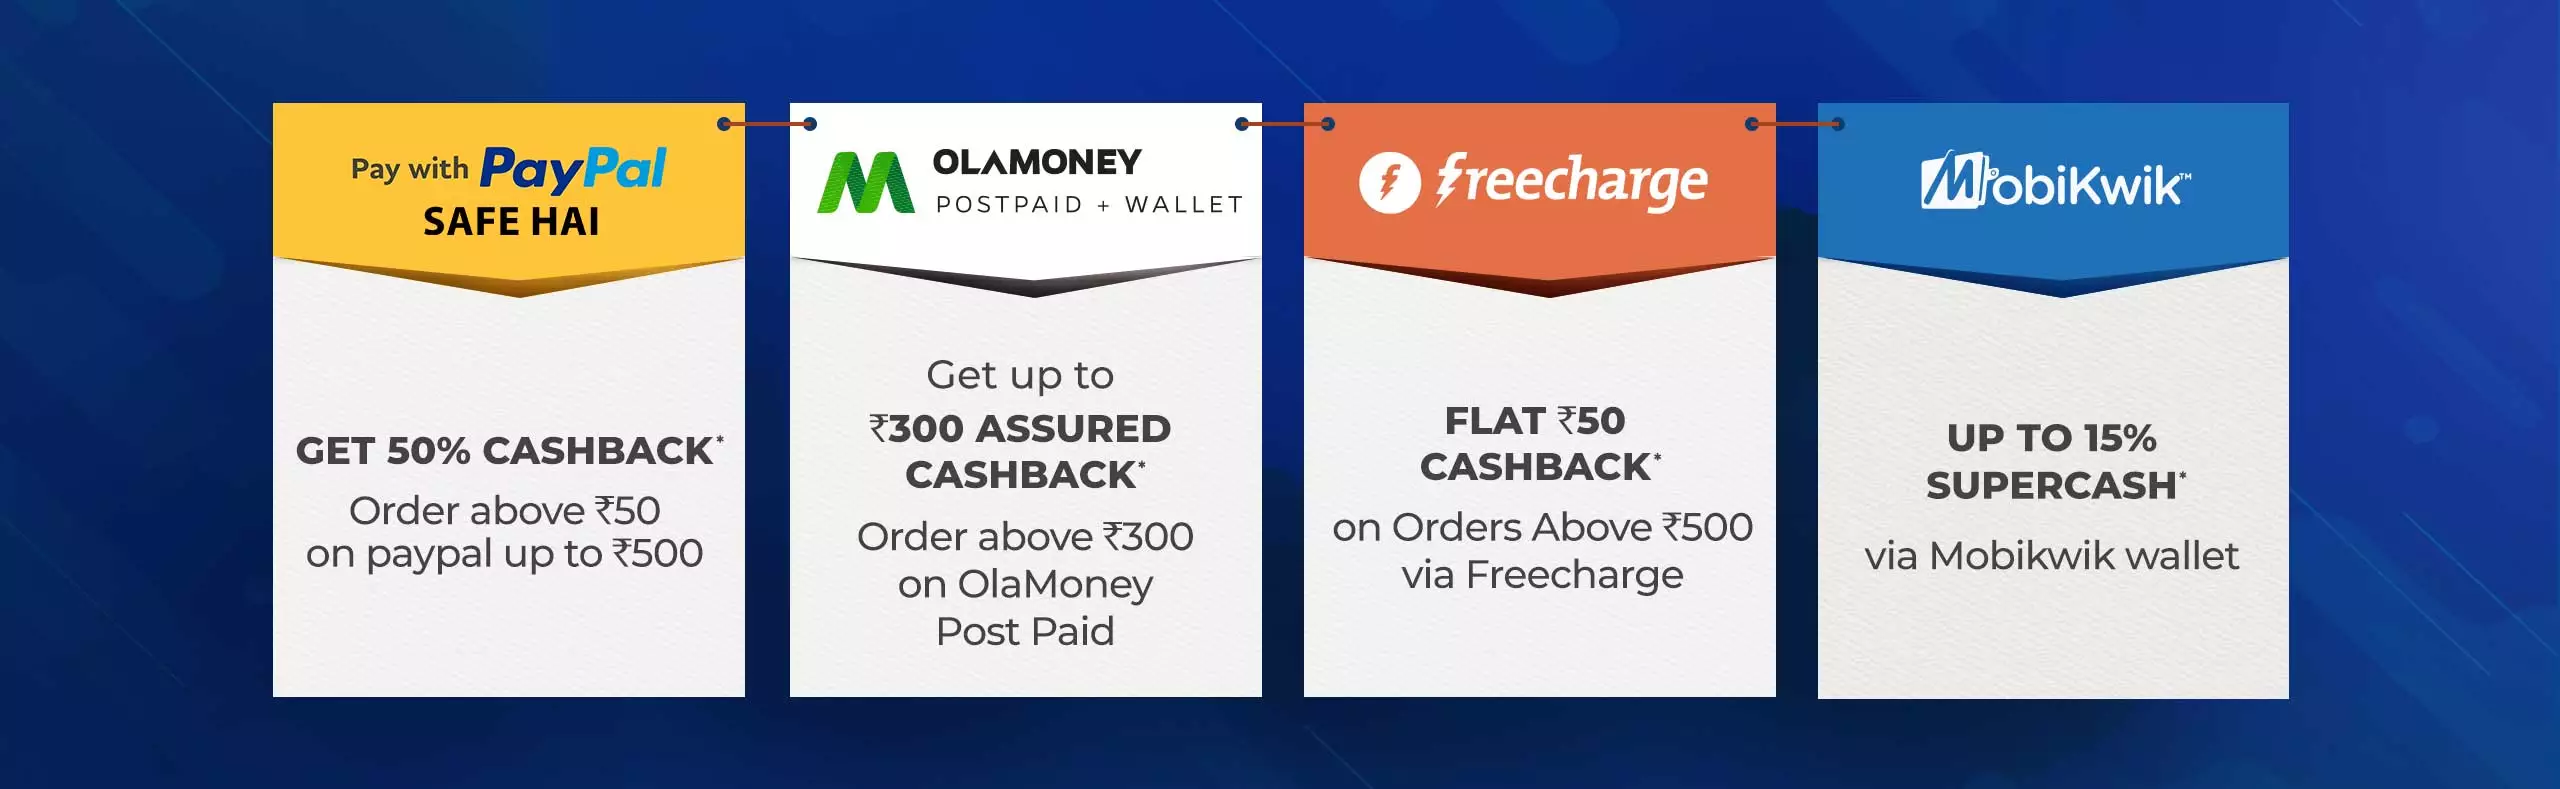 Pay with PayPal
SAFE HAI
GET 50% CASHBACK*
Order above ₹50
on paypal up to ₹500
OLAMONEY
POSTPAID + WALLET
Get up to
₹300 ASSURED
CASHBACK*
Order above ₹300
on OlaMoney
Post Paid
freecharge
FLAT ₹50
CASHBACK*
on Orders Above ₹500
via Freecharge
MobiKwik™
UP TO 15%
SUPERCASH*
via Mobikwik wallet